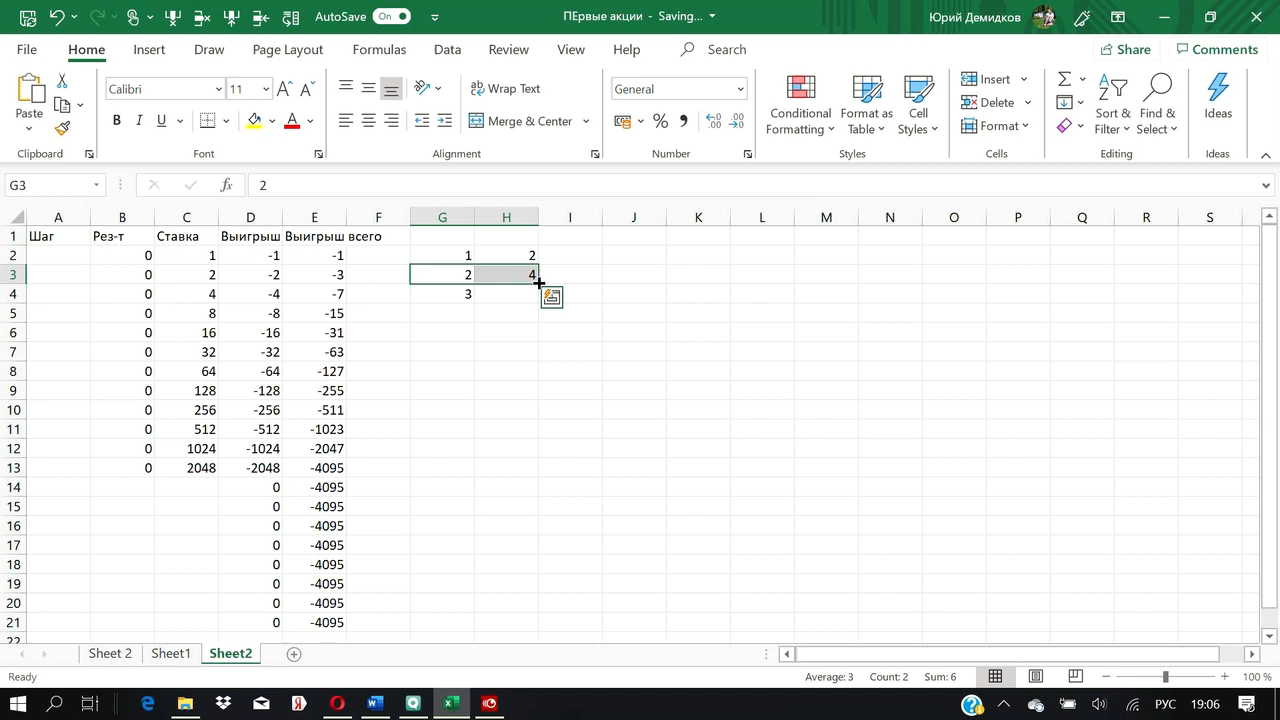 AutoSave On ПЕрвые акции - Saving... Юрий Демидков
File Home Insert Draw Page Layout Formulas Data Review View Help Search Share Comments
Paste Calibri 11 Wrap Text General Conditional Formatting Format as Table Cell Styles Insert Sort & Filter Find & Select Ideas
B I U Merge & Center % Delete
Format
Clipboard Font Alignment Number Styles Cells Editing Ideas
G3 fx 2
A B C D E F G H I J K L M N O P Q R S
1 Шаг Рез-т Ставка Выигрыш Выигрыш всего
2 0 1 -1 -1 1 2
3 0 2 -2 -3 2 4
4 0 4 -4 -7 3
5 0 8 -8 -15
6 0 16 -16 -31
7 0 32 -32 -63
8 0 64 -64 -127
9 0 128 -128 -255
10 0 256 -256 -511
11 0 512 -512 -1023
12 0 1024 -1024 -2047
13 0 2048 -2048 -4095
14 0 -4095
15 0 -4095
16 0 -4095
17 0 -4095
18 0 -4095
19 0 -4095
20 0 -4095
21 0 -4095
22
Sheet 2 Sheet1 Sheet2
Ready Average: 3 Count: 2 Sum: 6 100 %
РУС 19:06